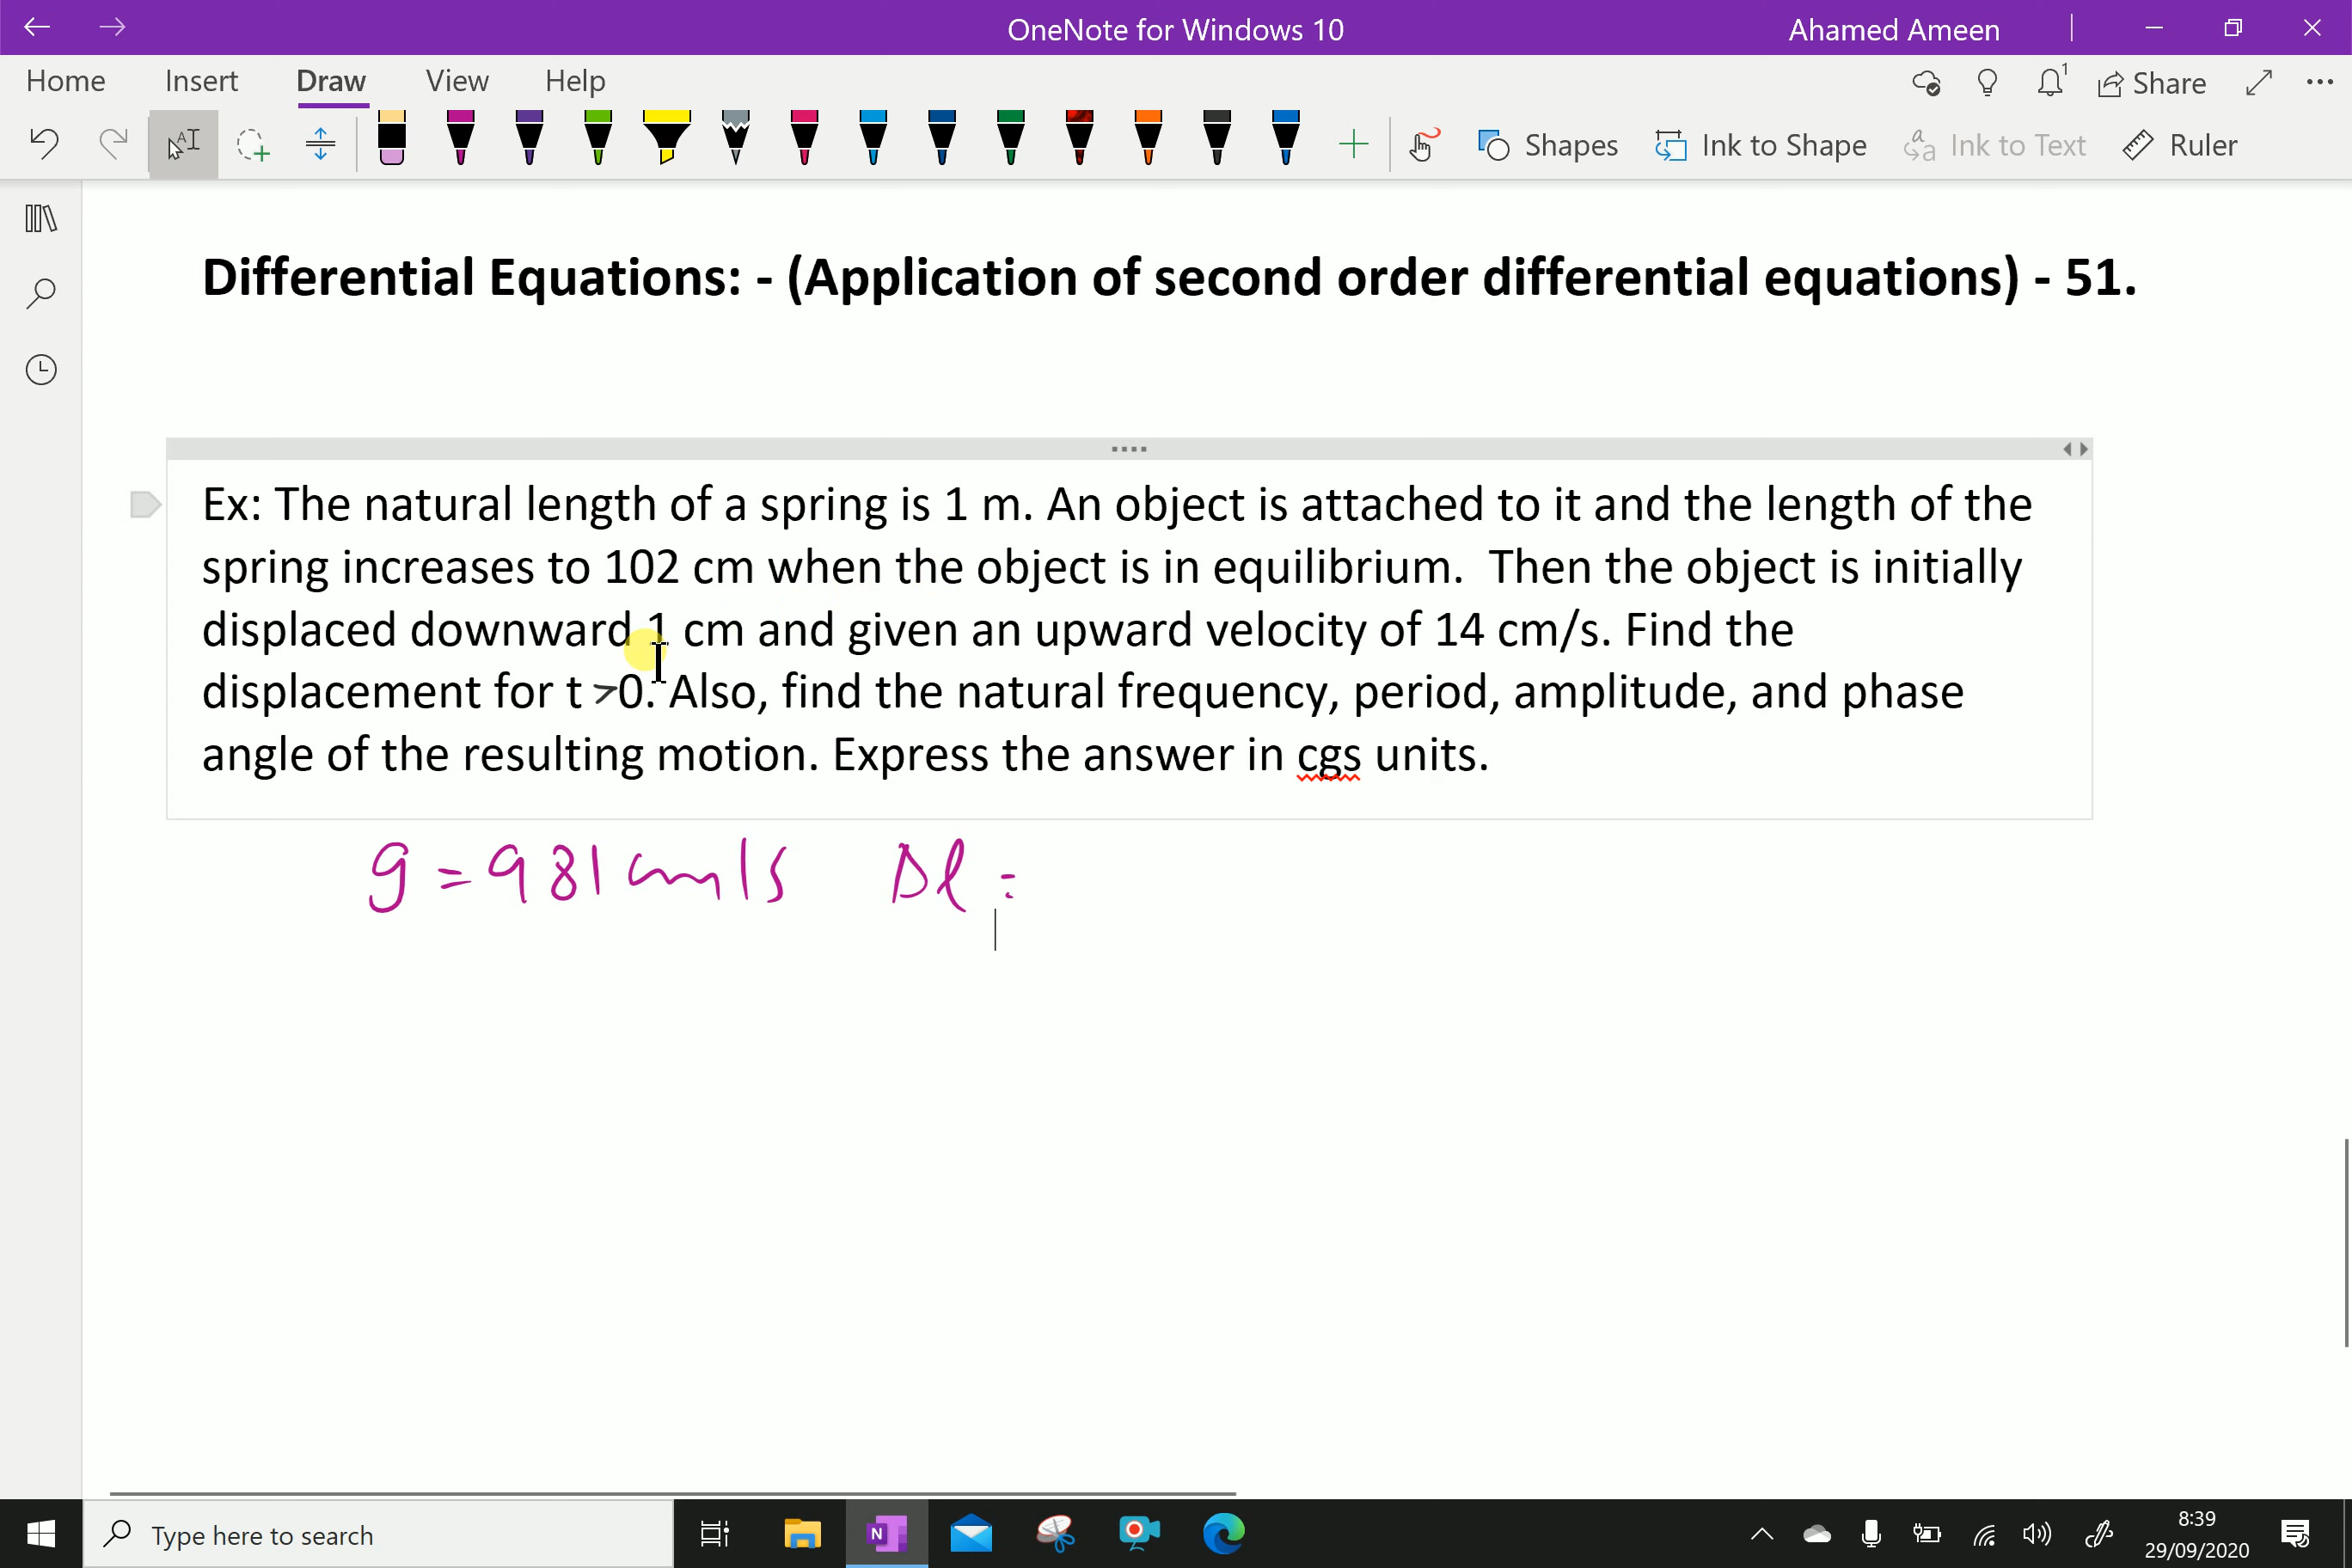 OneNote for Windows 10
Ahamed Ameen
Home Insert Draw View Help
1 Share
AI Shapes Ink to Shape Ink to Text Ruler
Differential Equations: - (Application of second order differential equations) - 51.
Ex: The natural length of a spring is 1 m. An object is attached to it and the length of the
spring increases to 102 cm when the object is in equilibrium. Then the object is initially
displaced downward 1 cm and given an upward velocity of 14 cm/s. Find the
displacement for t >0. Also, find the natural frequency, period, amplitude, and phase
angle of the resulting motion. Express the answer in cgs units.
g = 981 cm/s Δl =
Type here to search
8:39
29/09/2020